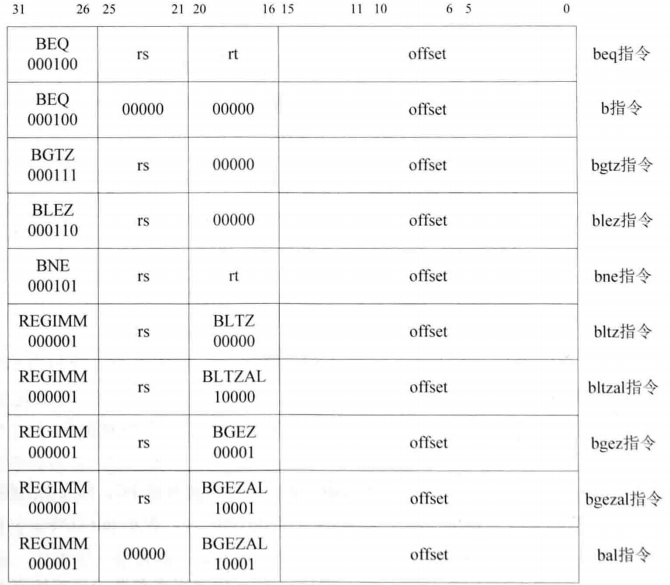 31 26 25 21 20 16 15 11 10 6 5 0
BEQ
000100 rs rt offset beq指令
BEQ
000100 00000 00000 offset b指令
BGTZ
000111 rs 00000 offset bgtz指令
BLEZ
000110 rs 00000 offset blez指令
BNE
000101 rs rt offset bne指令
REGIMM BLTZ
000001 rs 00000 offset bltz指令
REGIMM BLTZAL
000001 rs 10000 offset bltzal指令
REGIMM BGEZ
000001 rs 00001 offset bgez指令
REGIMM BGEZAL
000001 rs 10001 offset bgezal指令
REGIMM BGEZAL
000001 00000 10001 offset bal指令